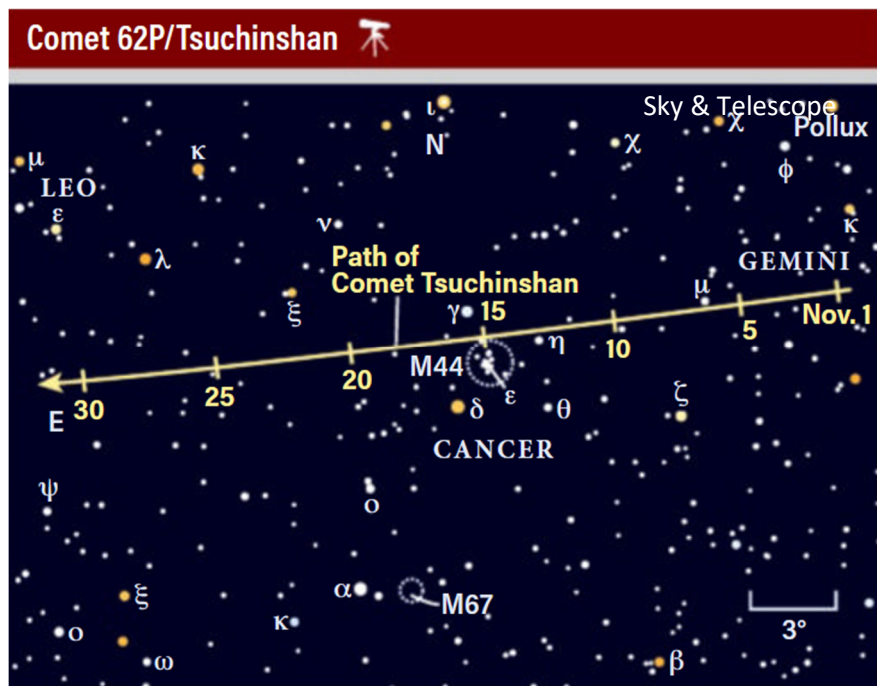 Comet 62P/Tsuchinshan
Sky & Telescope
ι
N
χ
χ
Pollux
φ
μ
κ
LEO
ε
ν
κ
λ
GEMINI
Path of
Comet Tsuchinshan
ξ
γ
15
μ
5
Nov. 1
η
10
M44
20
25
30
E
ε
δ
θ
ζ
CANCER
ψ
ο
α
M67
ξ
κ
ο
ω
β
3°